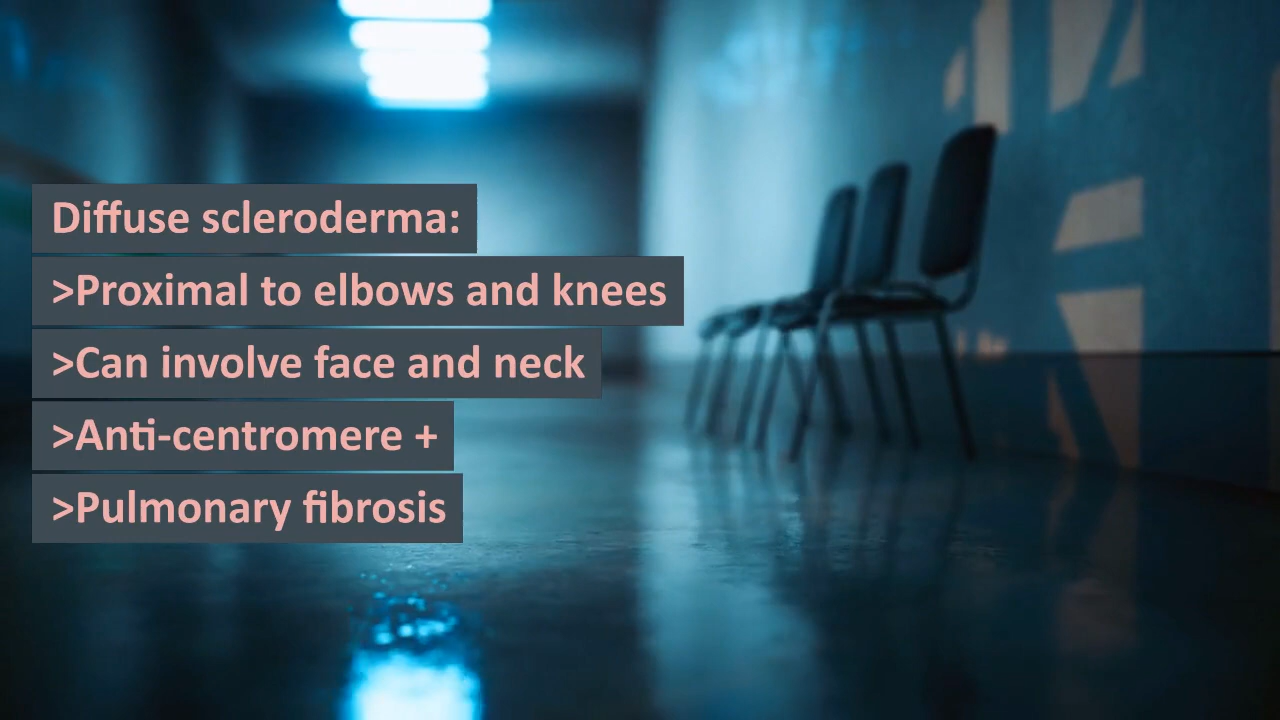 Diffuse scleroderma:
>Proximal to elbows and knees
>Can involve face and neck
>Anti-centromere +
>Pulmonary fibrosis